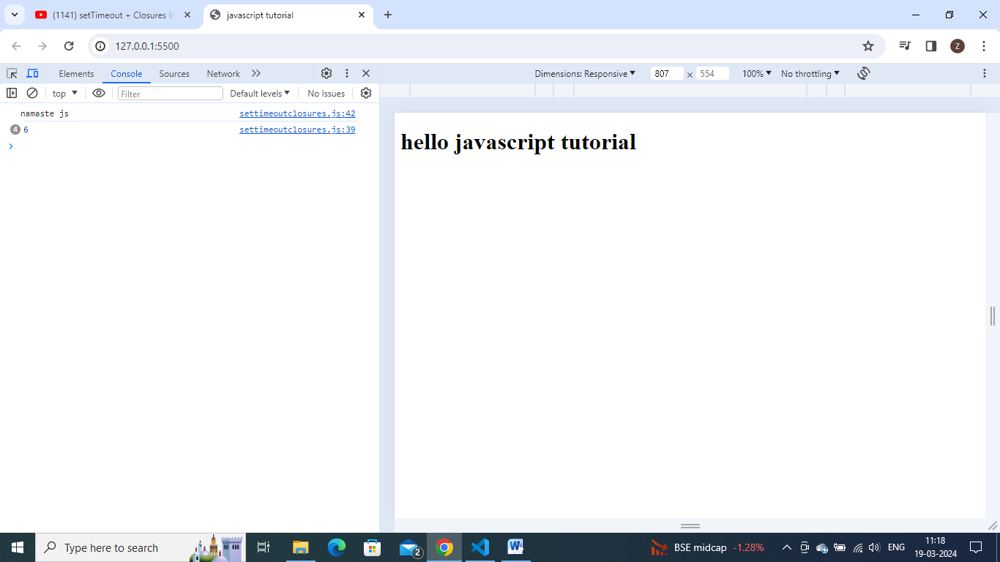 (1141) setTimeout + Closures In
javascript tutorial
127.0.0.1:5500
Z
Elements Console Sources Network
Dimensions: Responsive 807 × 554 100% No throttling
top Filter Default levels No Issues
namaste js settimeoutclosures.js:42
4 6 settimeoutclosures.js:39
hello javascript tutorial
Type here to search
2
W
BSE midcap -1.28%
ENG
11:18
19-03-2024